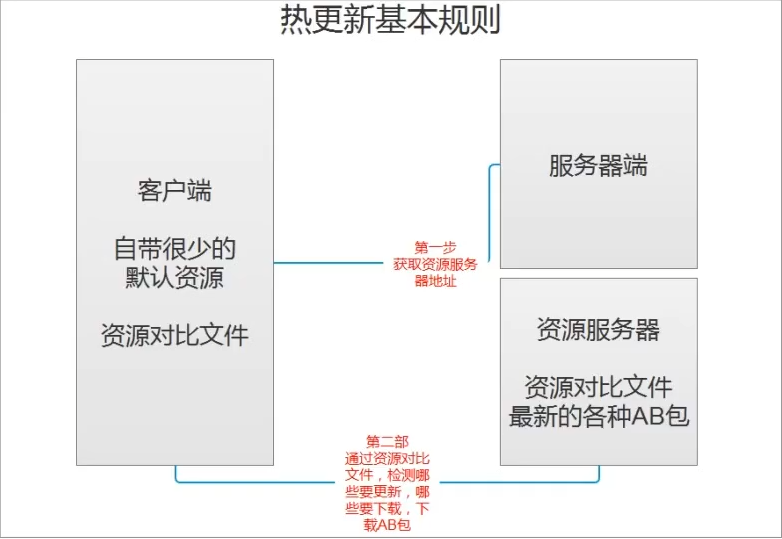 热更新基本规则
客户端
自带很少的
默认资源
资源对比文件
第一步
获取资源服务
器地址
服务器端
资源服务器
资源对比文件
最新的各种AB包
第二部
通过资源对比
文件，检测哪
些要更新，哪
些要下载，下
载AB包